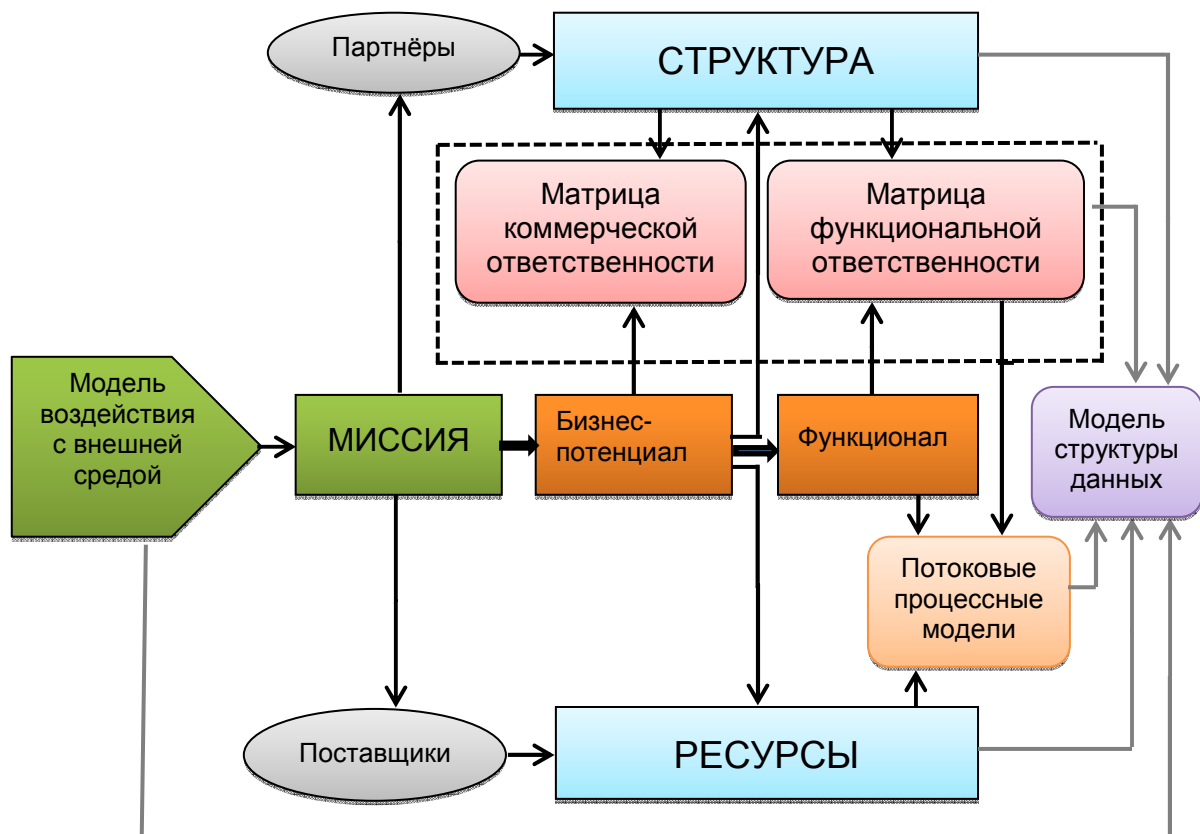 Партнёры
СТРУКТУРА
Матрица
коммерческой
ответственности
Матрица
функциональной
ответственности
Модель
воздействия
с внешней
средой
МИССИЯ
Бизнес-
потенциал
Функционал
Модель
структуры
данных
Потоковые
процессные
модели
Поставщики
РЕСУРСЫ